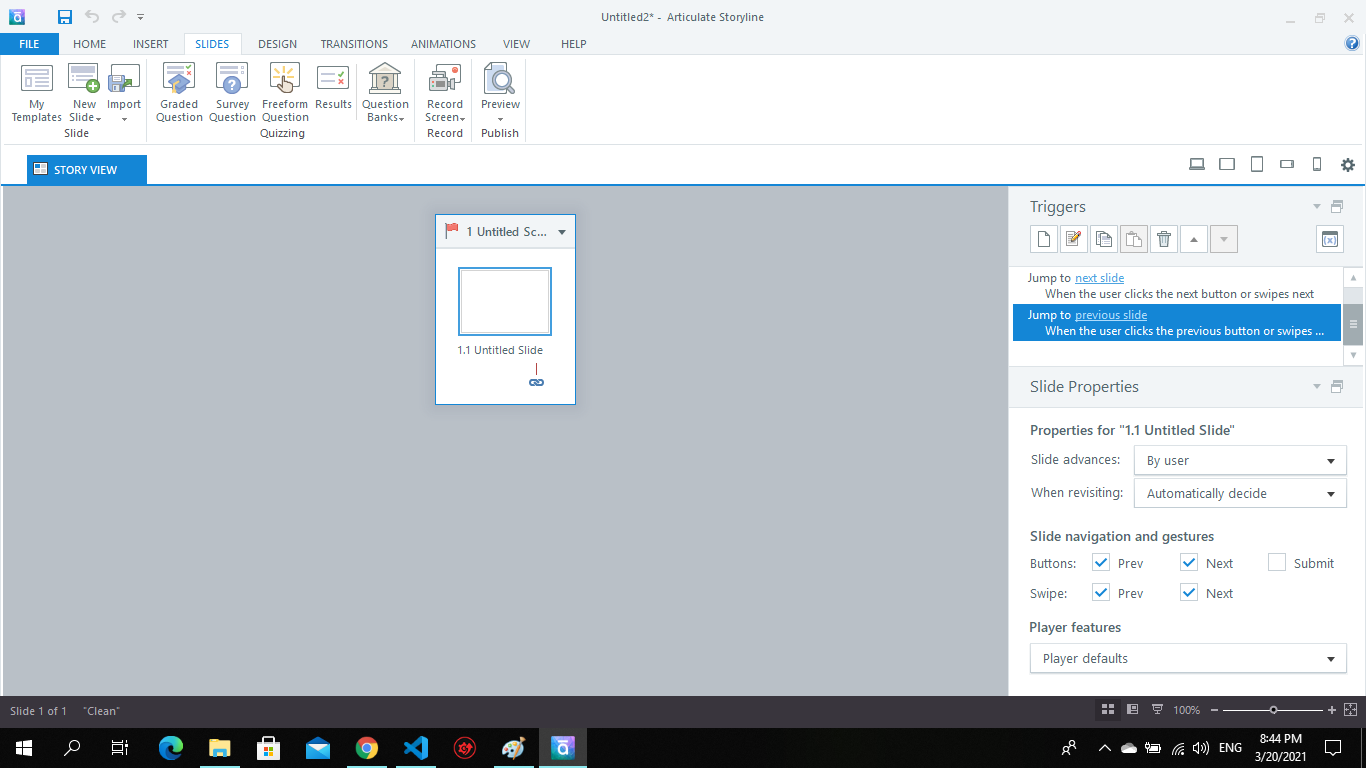 Untitled2* - Articulate Storyline
FILE HOME INSERT SLIDES DESIGN TRANSITIONS ANIMATIONS VIEW HELP
My Templates
New Slide
Import
Slide
Graded Question
Survey Question
Freeform Question
Results
Question Banks
Quizzing
Record Screen
Record
Preview
Publish
STORY VIEW
1 Untitled Sc...
1.1 Untitled Slide
Triggers
Jump to next slide
When the user clicks the next button or swipes next
Jump to previous slide
When the user clicks the previous button or swipes ...
Slide Properties
Properties for "1.1 Untitled Slide"
Slide advances: By user
When revisiting: Automatically decide
Slide navigation and gestures
Buttons: Prev Next Submit
Swipe: Prev Next
Player features
Player defaults
Slide 1 of 1 "Clean" 100%
ENG
8:44 PM
3/20/2021